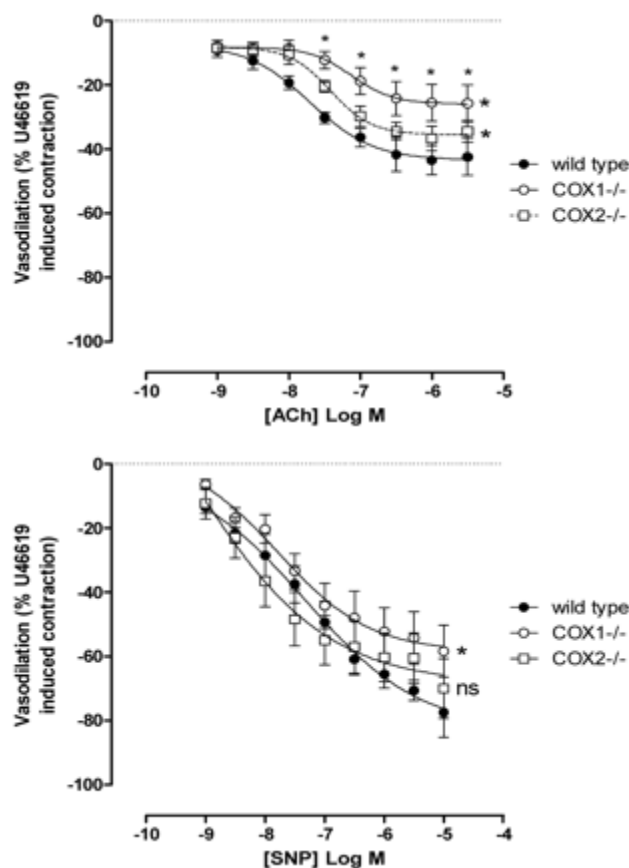 Vasodilation (% U46619
induced contraction)
0
-20
-40
-60
-80
-100
* * * * *
*
*
wild type
COX1-/-
COX2-/-
-10 -9 -8 -7 -6 -5
[ACh] Log M
Vasodilation (% U46619
induced contraction)
0
-20
-40
-60
-80
-100
*
ns
wild type
COX1-/-
COX2-/-
-10 -9 -8 -7 -6 -5 -4
[SNP] Log M